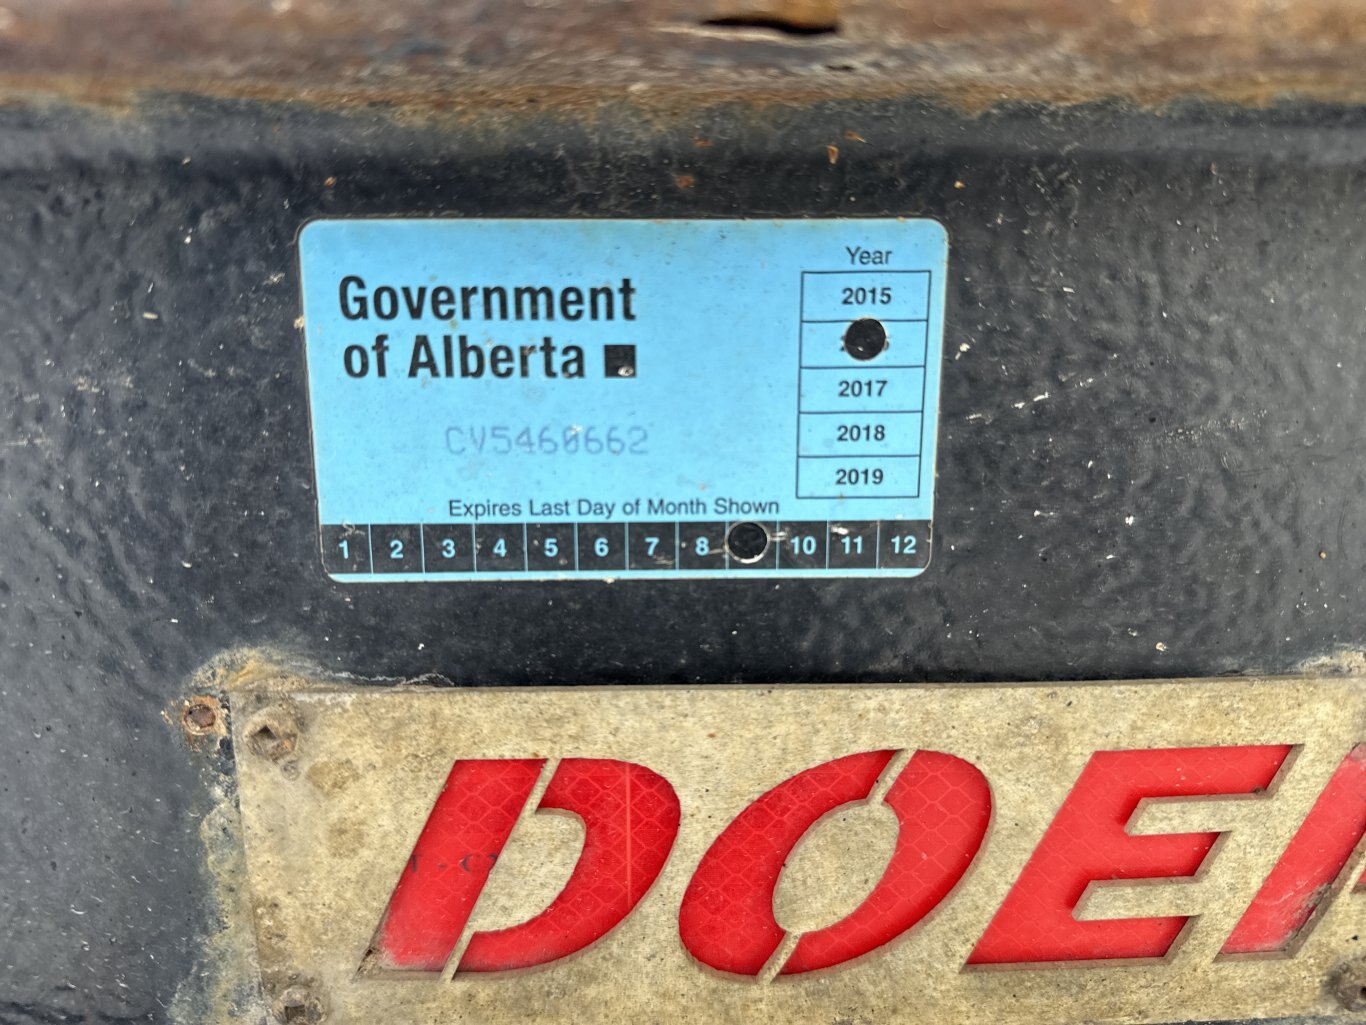 Government
of Alberta
CV5460662
Year
2015
2017
2018
2019
Expires Last Day of Month Shown
1 2 3 4 5 6 7 8 10 11 12
DOE